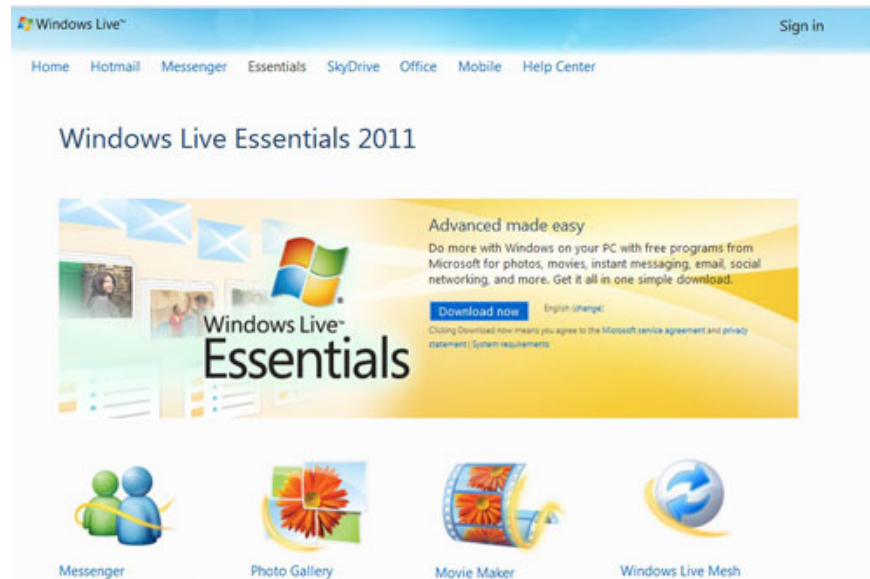 Windows Live™
Sign in
Home Hotmail Messenger Essentials SkyDrive Office Mobile Help Center
Windows Live Essentials 2011
Windows Live™
Essentials
Advanced made easy
Do more with Windows on your PC with free programs from
Microsoft for photos, movies, instant messaging, email, social
networking, and more. Get it all in one simple download.
Download now English (change)
Clicking Download now means you agree to the Microsoft service agreement and privacy
statement | System requirements
Messenger Photo Gallery Movie Maker Windows Live Mesh